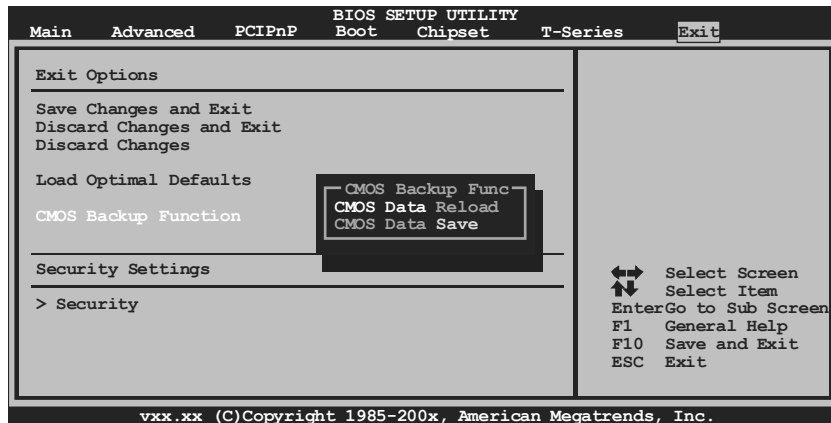 BIOS SETUP UTILITY
Main Advanced PCIPnP Boot Chipset T-Series Exit
Exit Options
Save Changes and Exit
Discard Changes and Exit
Discard Changes
Load Optimal Defaults
CMOS Backup Function
CMOS Backup Func
CMOS Data Reload
CMOS Data Save
Security Settings
> Security
Select Screen
Select Item
Enter Go to Sub Screen
F1 General Help
F10 Save and Exit
ESC Exit
vxx.xx (C)Copyright 1985-200x, American Megatrends, Inc.